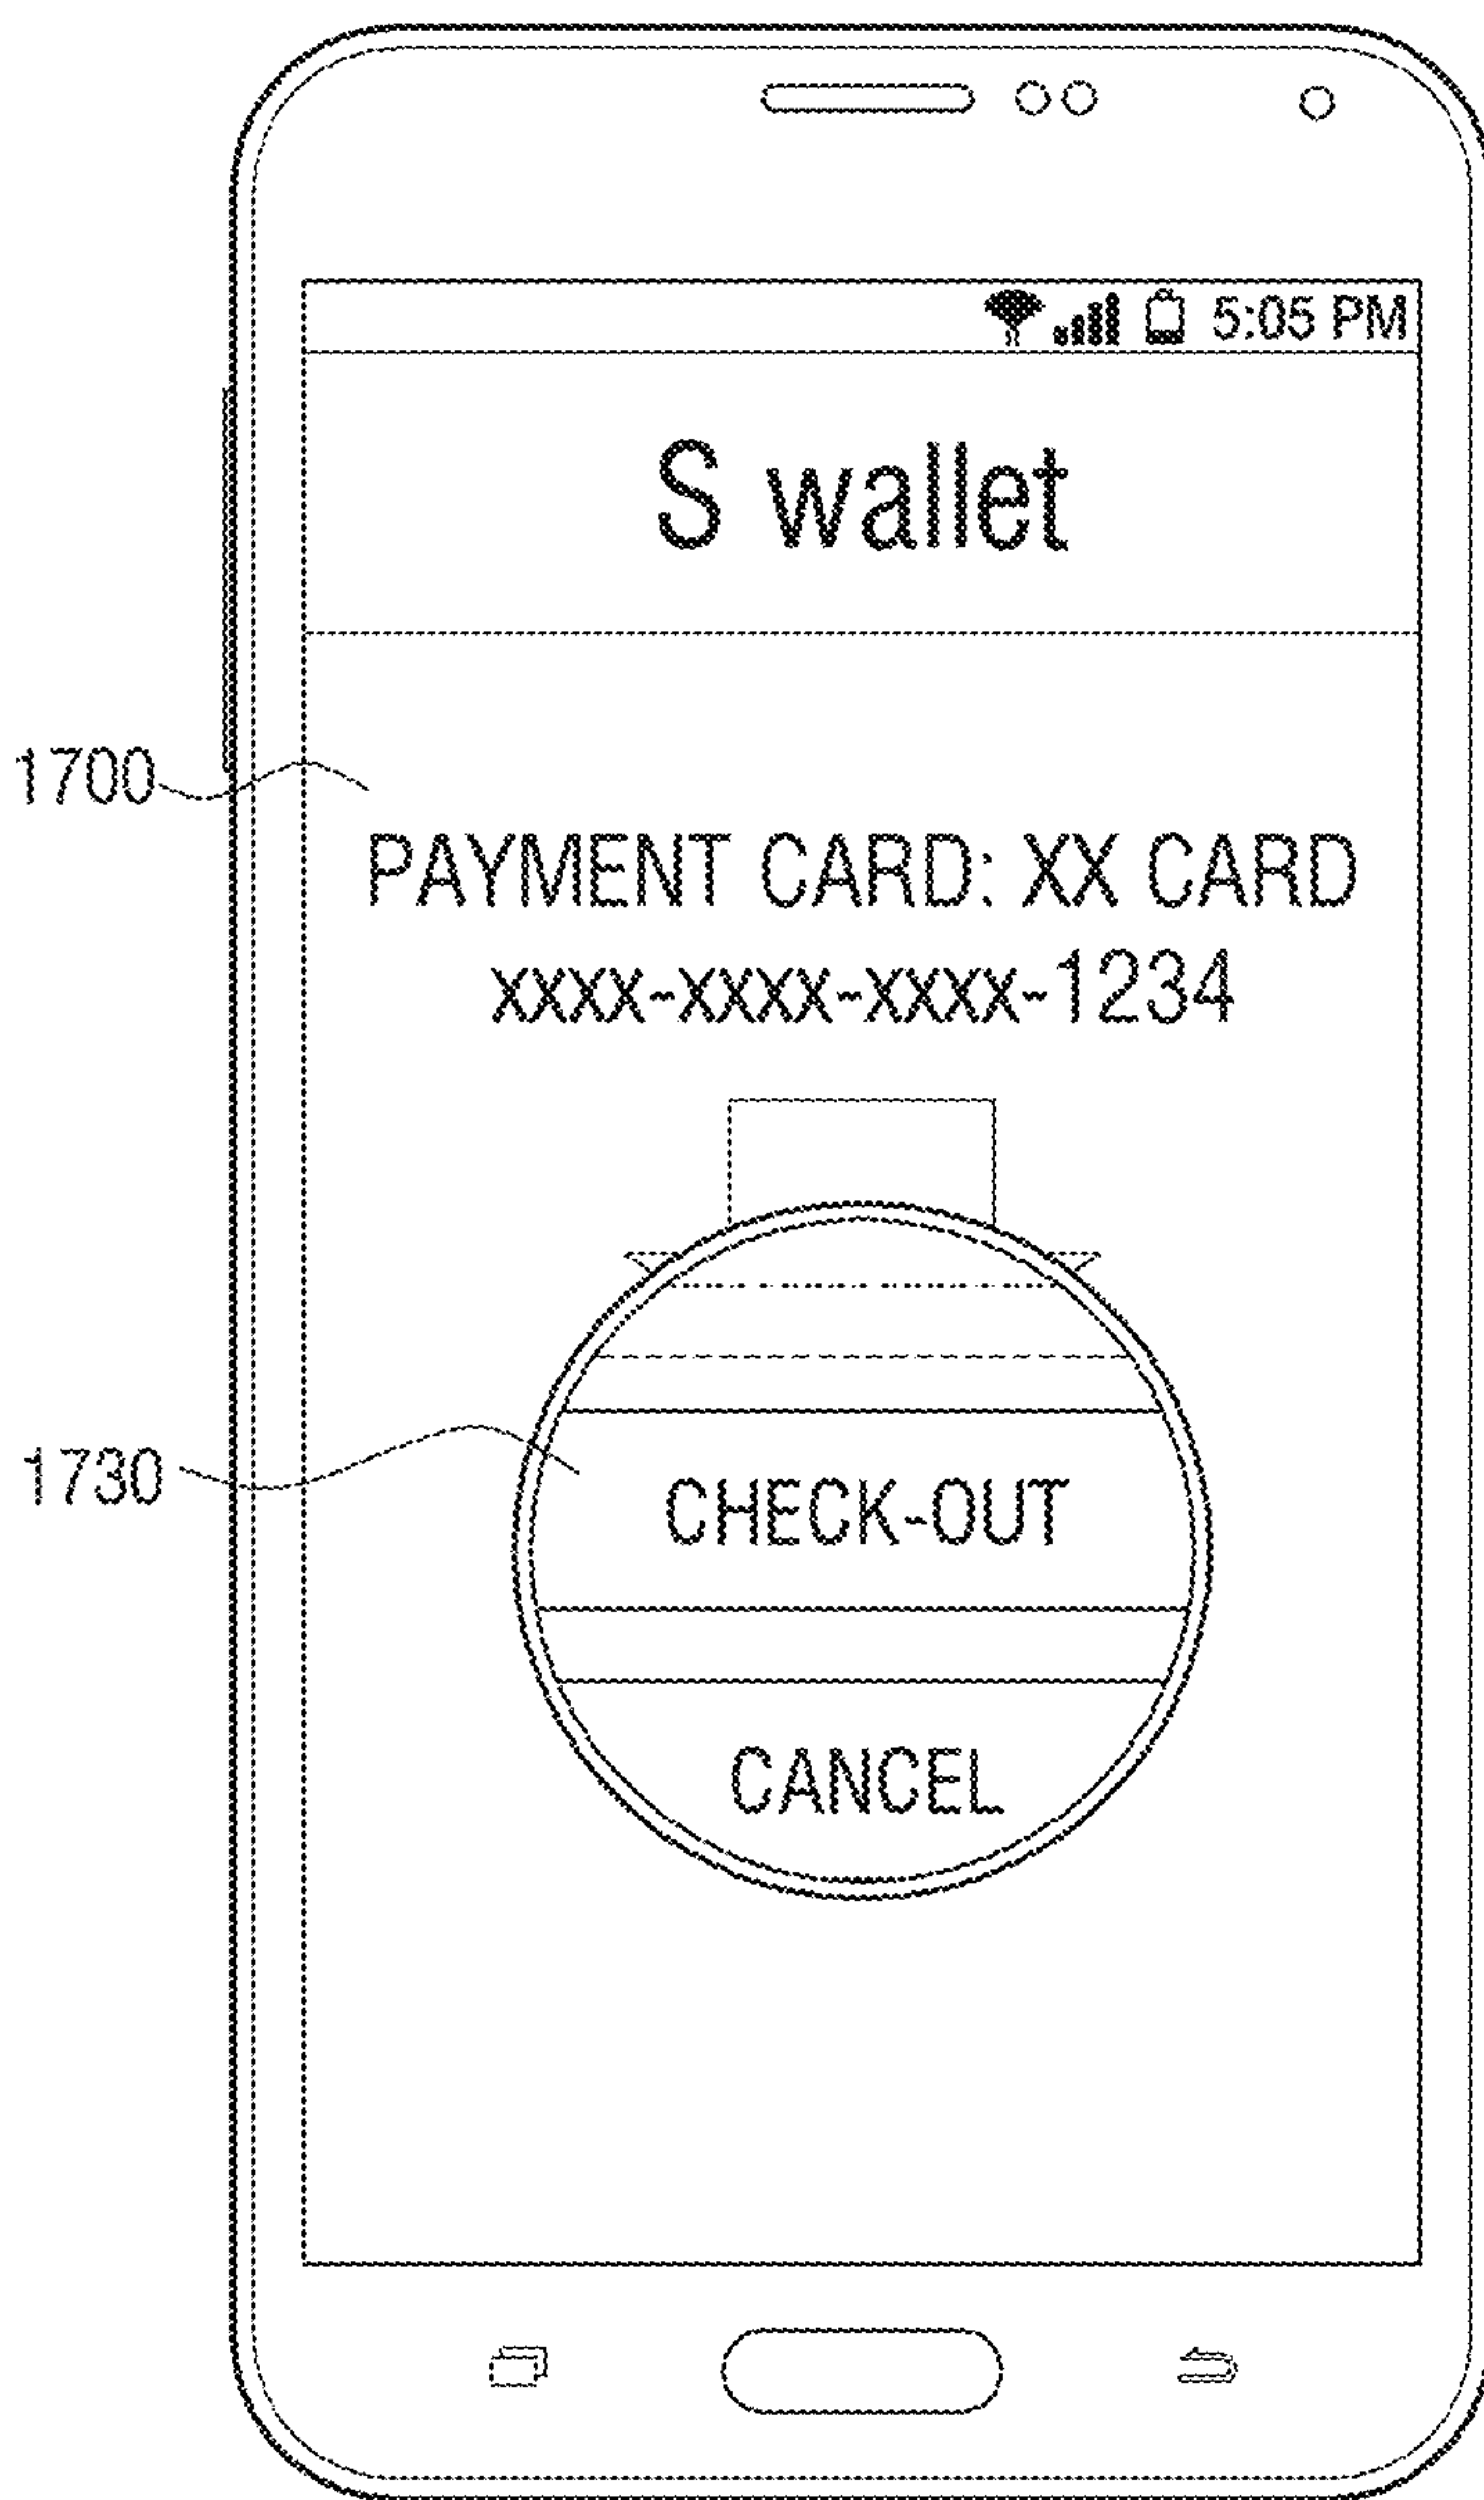 5:05 PM
S wallet
1700
PAYMENT CARD: XX CARD
xxxx-xxxx-xxxx-1234
1730
CHECK-OUT
CANCEL